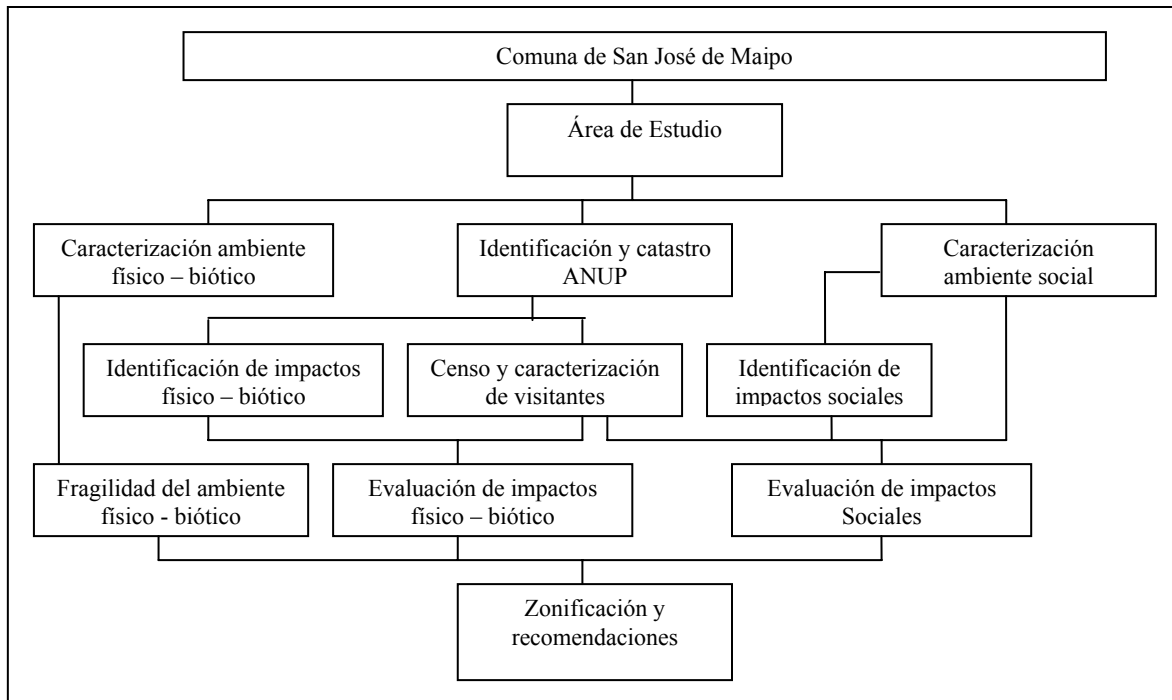 Comuna de San José de Maipo
Área de Estudio
Caracterización ambiente
físico – biótico
Identificación y catastro
ANUP
Caracterización
ambiente social
Identificación de impactos
físico – biótico
Censo y caracterización
de visitantes
Identificación de
impactos sociales
Fragilidad del ambiente
físico - biótico
Evaluación de impactos
físico – biótico
Evaluación de impactos
Sociales
Zonificación y
recomendaciones